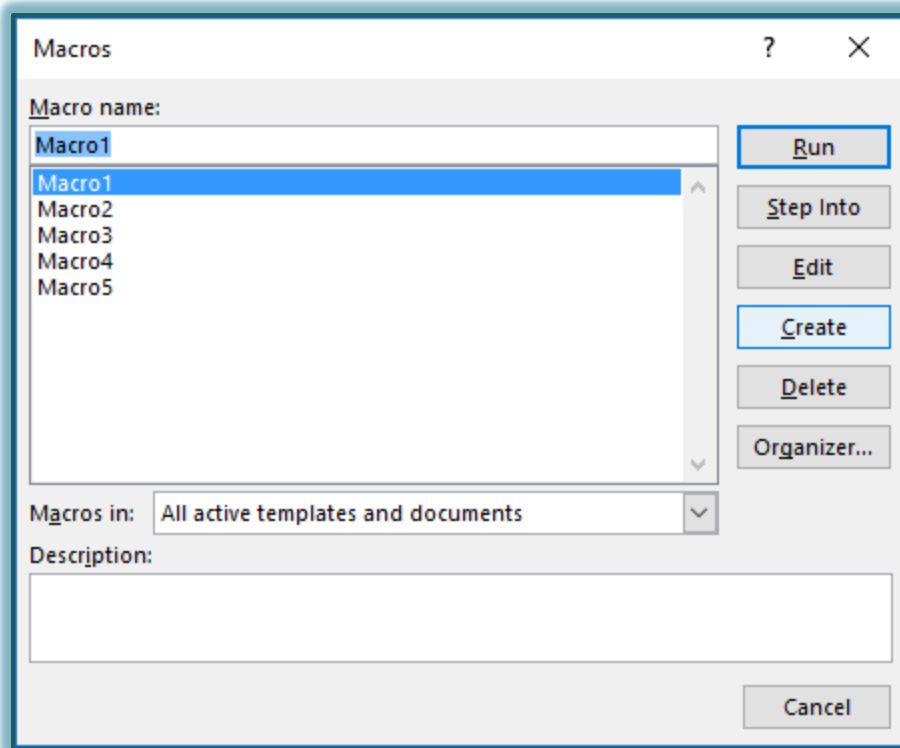 Macros ?
Macro name:
Macro1
Run
Macro1
Macro2
Macro3
Macro4
Macro5
Step Into
Edit
Create
Delete
Organizer...
Macros in: All active templates and documents
Description:
Cancel